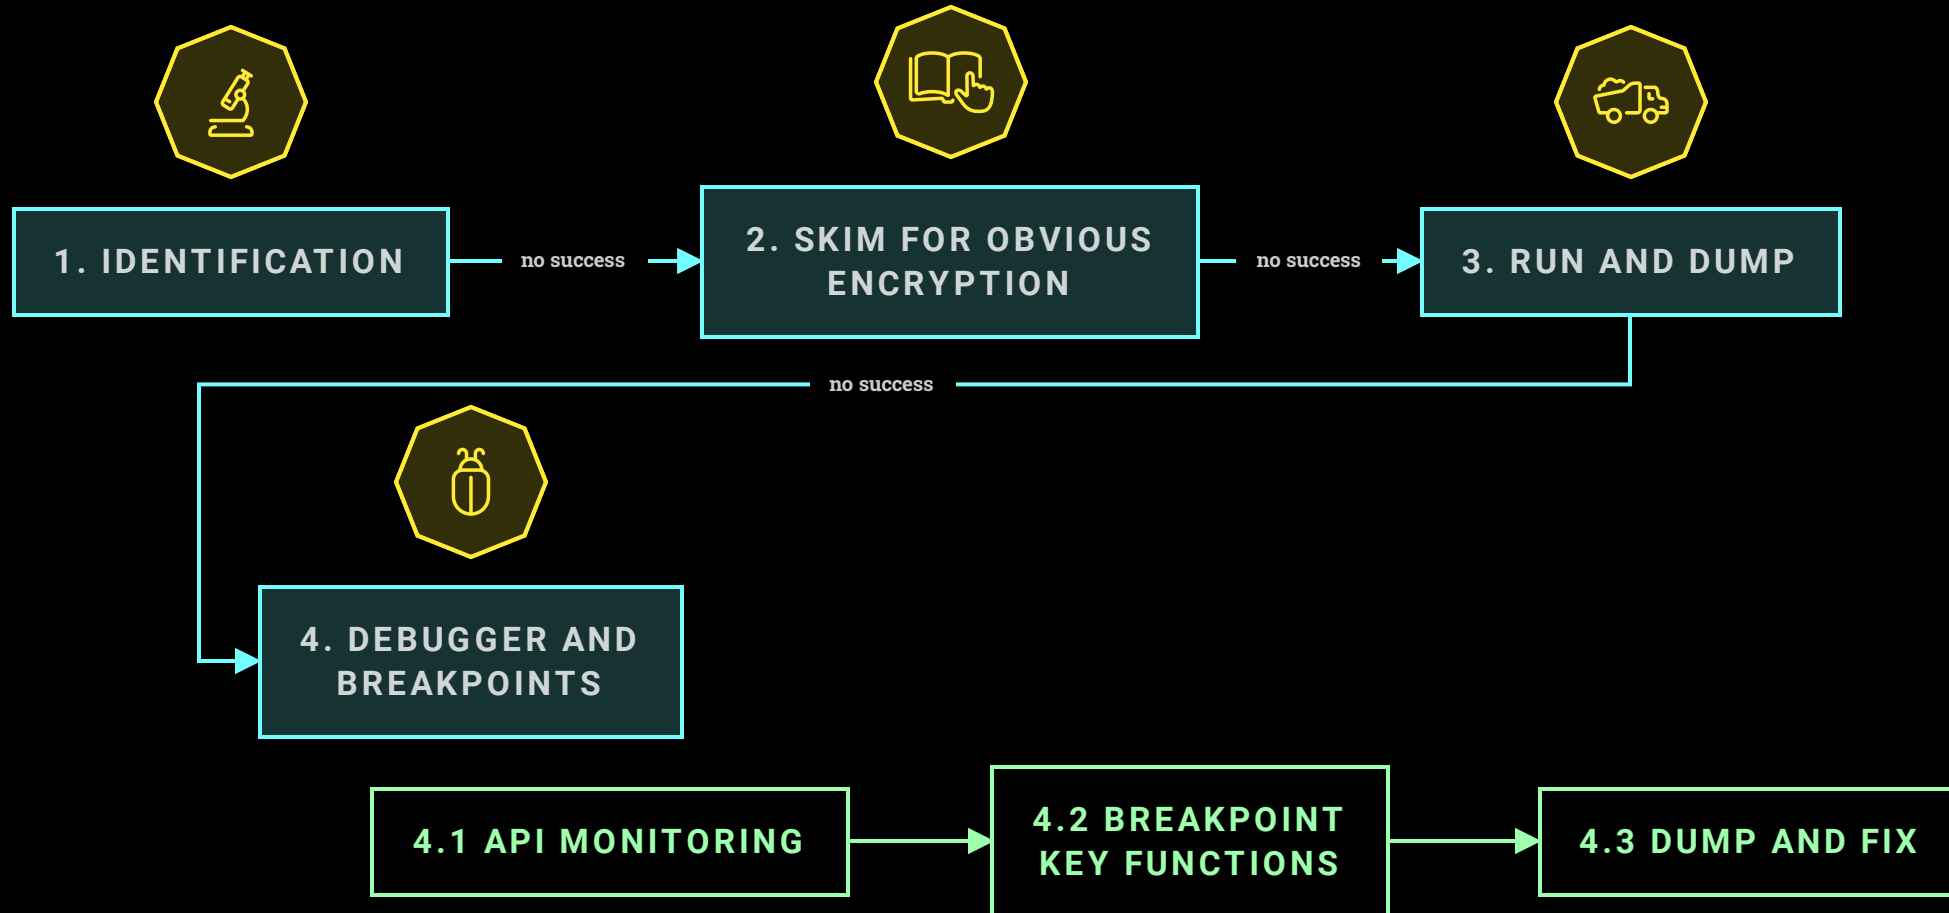 1. IDENTIFICATION
no success
2. SKIM FOR OBVIOUS
ENCRYPTION
no success
3. RUN AND DUMP
no success
4. DEBUGGER AND
BREAKPOINTS
4.1 API MONITORING
4.2 BREAKPOINT
KEY FUNCTIONS
4.3 DUMP AND FIX